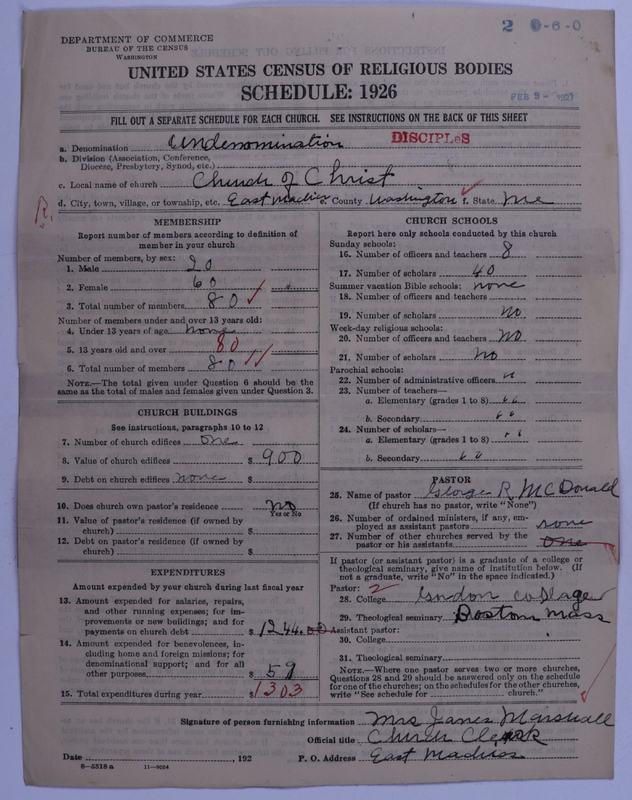 2 0-6-0
DEPARTMENT OF COMMERCE
BUREAU OF THE CENSUS
WASHINGTON
UNITED STATES CENSUS OF RELIGIOUS BODIES
SCHEDULE: 1926
FEB 9 - 1927
FILL OUT A SEPARATE SCHEDULE FOR EACH CHURCH. SEE INSTRUCTIONS ON THE BACK OF THIS SHEET
a. Denomination Undenomination DISCIPLES
b. Division (Association, Conference, Diocese, Presbytery, Synod, etc.)
c. Local name of church Church of Christ
d. City, town, village, or township, etc. East Machias County Washington f. State Me
R.
MEMBERSHIP
Report number of members according to definition of member in your church
Number of members, by sex:
1. Male 20
2. Female 60
3. Total number of members 80
Number of members under and over 13 years old:
4. Under 13 years of age none
5. 13 years old and over 80
6. Total number of members 80
NOTE.—The total given under Question 6 should be the same as the total of males and females given under Question 3.
CHURCH BUILDINGS
See instructions, paragraphs 10 to 12
7. Number of church edifices one
8. Value of church edifices $ 900
9. Debt on church edifices none $
10. Does church own pastor's residence no
Yes or No
11. Value of pastor's residence (if owned by church) $
12. Debt on pastor's residence (if owned by church) $
EXPENDITURES
Amount expended by your church during last fiscal year
13. Amount expended for salaries, repairs, and other running expenses; for improvements or new buildings; and for payments on church debt $ 1244.00
14. Amount expended for benevolences, including home and foreign missions; for denominational support; and for all other purposes $ 59
15. Total expenditures during year $ 1303
CHURCH SCHOOLS
Report here only schools conducted by this church
Sunday schools:
16. Number of officers and teachers 8
17. Number of scholars 40
Summer vacation Bible schools: none
18. Number of officers and teachers
19. Number of scholars no
Week-day religious schools:
20. Number of officers and teachers no
21. Number of scholars no
Parochial schools:
22. Number of administrative officers "
23. Number of teachers—
a. Elementary (grades 1 to 8) "
b. Secondary "
24. Number of scholars—
a. Elementary (grades 1 to 8) "
b. Secondary "
PASTOR
25. Name of pastor George R McDonald
(If church has no pastor, write "None")
26. Number of ordained ministers, if any, employed as assistant pastors none
27. Number of other churches served by the pastor or his assistants one
If pastor (or assistant pastor) is a graduate of a college or theological seminary, give name of institution below. (If not a graduate, write "No" in the space indicated.)
Pastor: 2
28. College Gordon collage
29. Theological seminary Boston Mass
Assistant pastor:
30. College
31. Theological seminary
NOTE.—Where one pastor serves two or more churches, Questions 28 and 29 should be answered only on the schedule for one of the churches; on the schedules for the other churches, write "See schedule for church."
Signature of person furnishing information Mrs James Marshall
Official title Church Clerk
Date , 192 P. O. Address East Machias
8—5518 a 11—9054